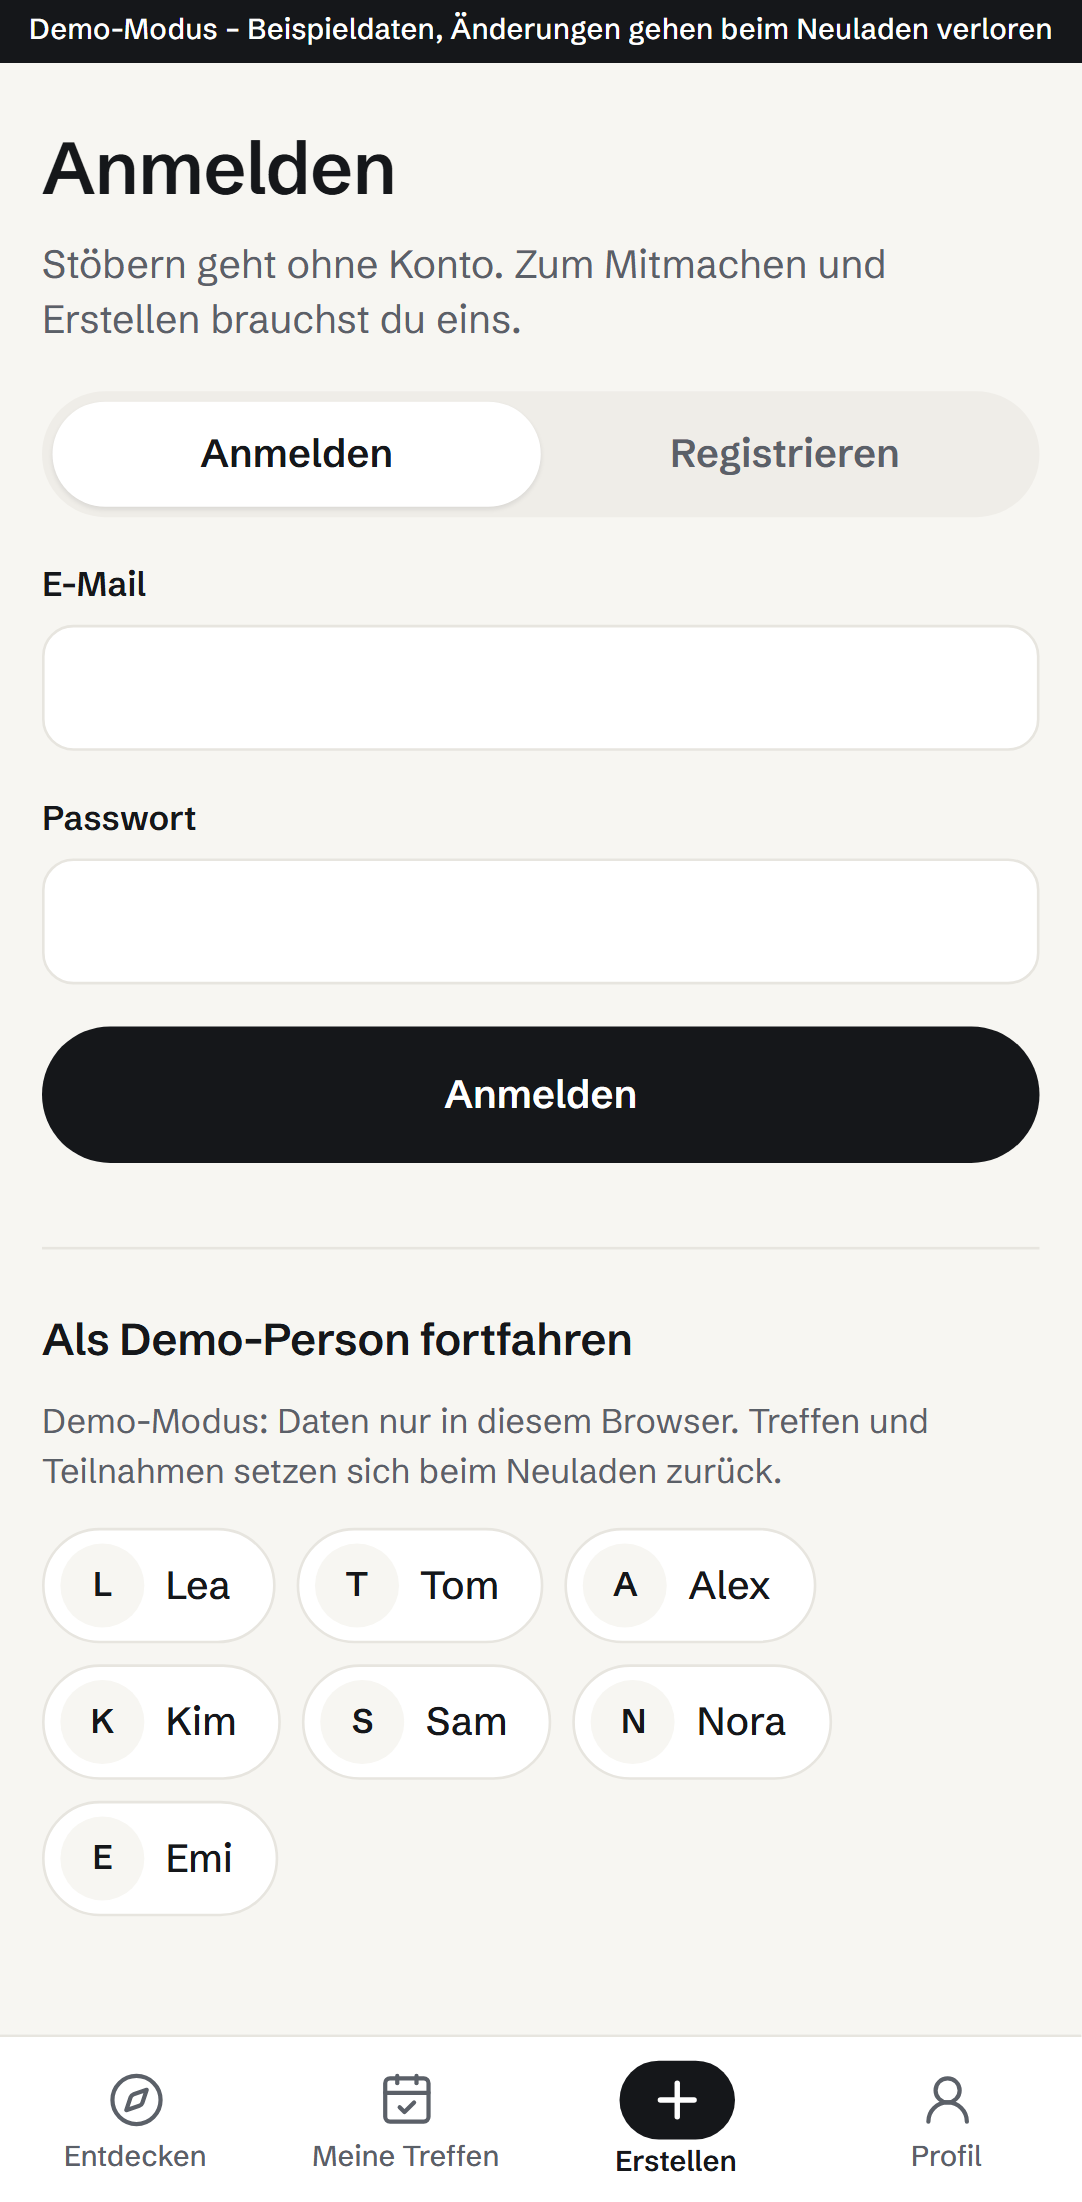 Demo-Modus – Beispieldaten, Änderungen gehen beim Neuladen verloren
Anmelden
Stöbern geht ohne Konto. Zum Mitmachen und
Erstellen brauchst du eins.
Anmelden
Registrieren
E-Mail
Passwort
Anmelden
Als Demo-Person fortfahren
Demo-Modus: Daten nur in diesem Browser. Treffen und
Teilnahmen setzen sich beim Neuladen zurück.
L Lea
T Tom
A Alex
K Kim
S Sam
N Nora
E Emi
Entdecken
Meine Treffen
Erstellen
Profil